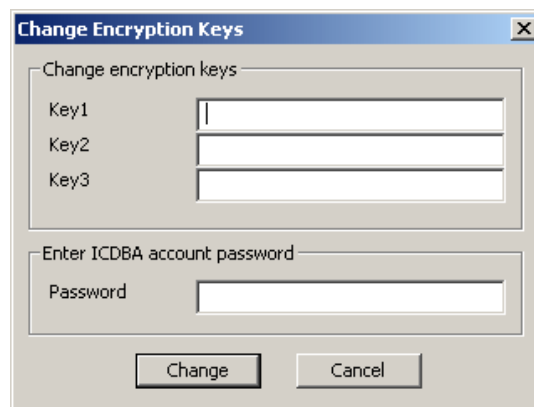 Change Encryption Keys
Change encryption keys
Key1
Key2
Key3
Enter ICDBA account password
Password
Change Cancel